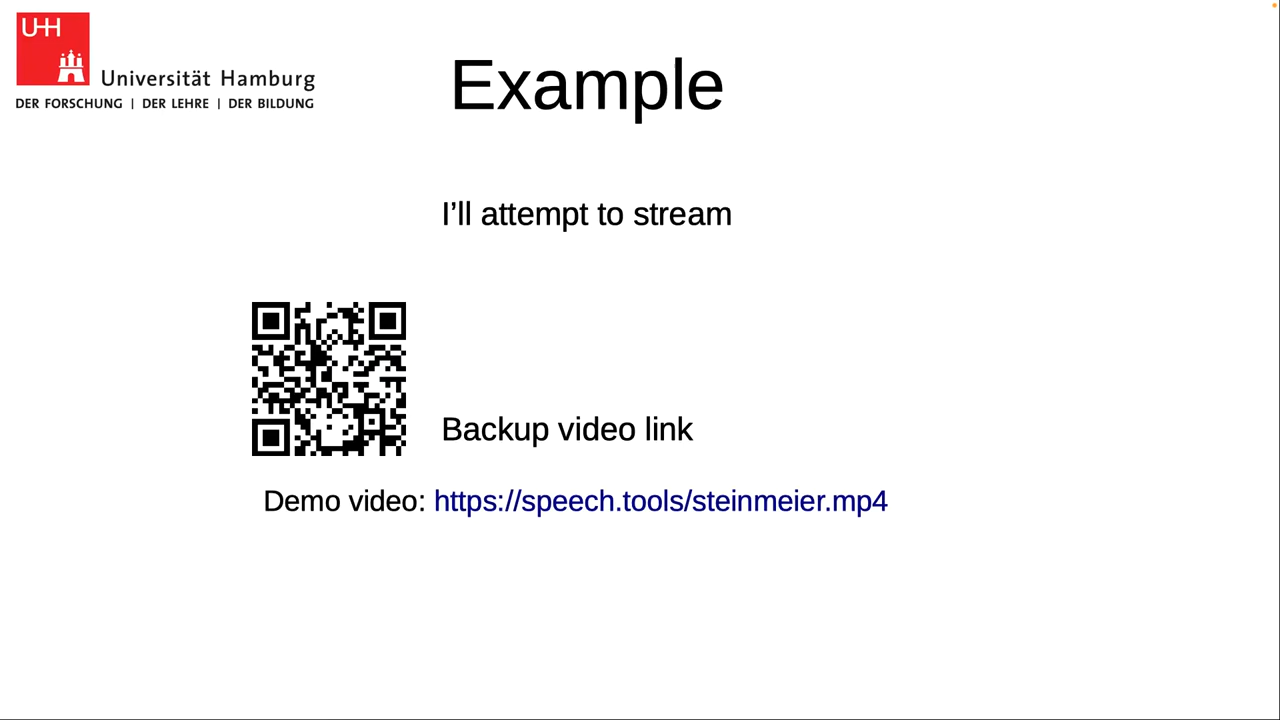 UHH
Universität Hamburg
DER FORSCHUNG | DER LEHRE | DER BILDUNG
Example
I’ll attempt to stream
Backup video link
Demo video: https://speech.tools/steinmeier.mp4